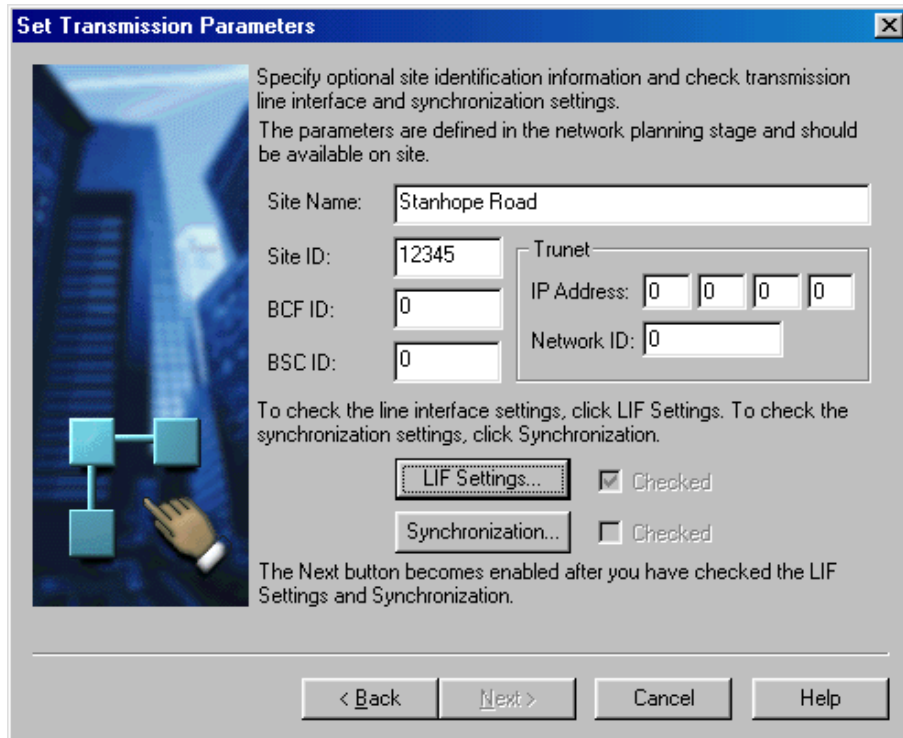 Set Transmission Parameters
Specify optional site identification information and check transmission
line interface and synchronization settings.
The parameters are defined in the network planning stage and should
be available on site.
Site Name: Stanhope Road
Site ID: 12345
Trunet
IP Address: 0 0 0 0
BCF ID: 0
Network ID: 0
BSC ID: 0
To check the line interface settings, click LIF Settings. To check the
synchronization settings, click Synchronization.
LIF Settings... Checked
Synchronization... Checked
The Next button becomes enabled after you have checked the LIF
Settings and Synchronization.
< Back Next > Cancel Help